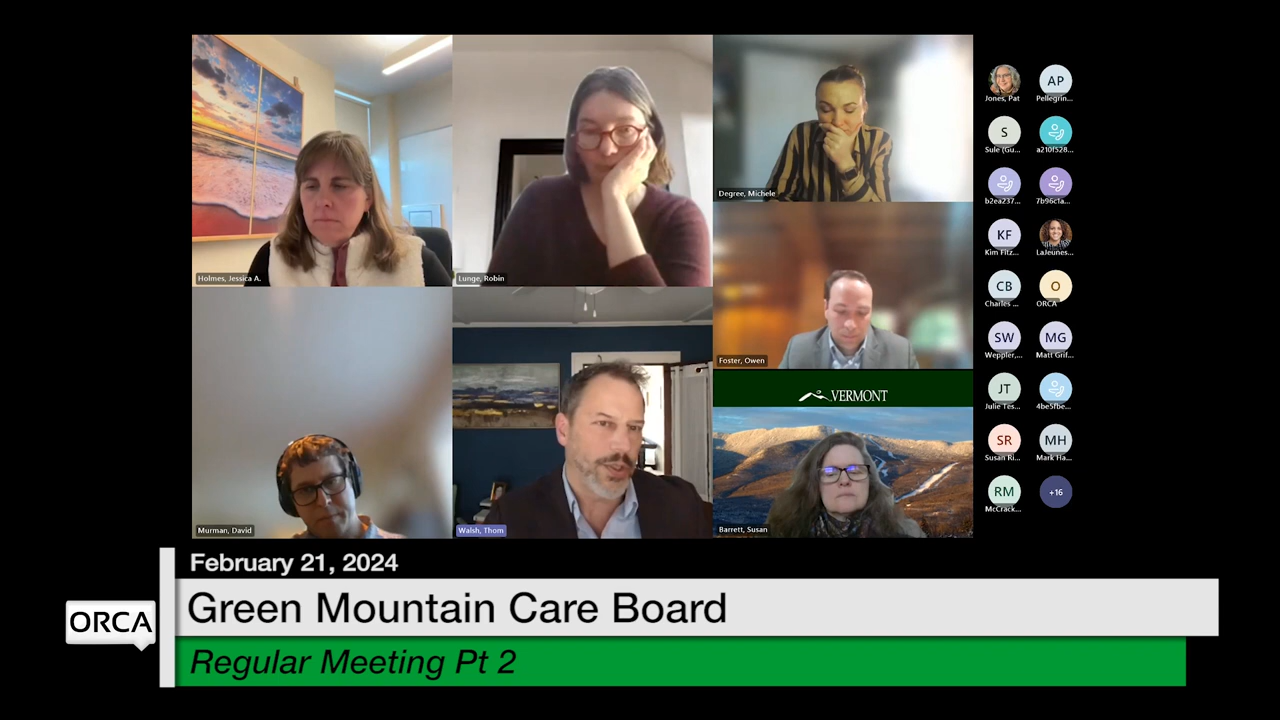 Holmes, Jessica A.
Lunge, Robin
Degree, Michele
Foster, Owen
Murman, David
Walsh, Thom
VERMONT
Barrett, Susan
Jones, Pat
AP
Pellegrin...
S
Sule (Gu...
a210f528...
b2ea237...
7b96c1a...
KF
Kim Fitz...
LaJeunes...
CB
Charles ...
O
ORCA
SW
Weppler,...
MG
Matt Grif...
JT
Julie Tes...
4be5fbe...
SR
Susan Ri...
MH
Mark Ha...
RM
McCrack...
+16
February 21, 2024
ORCA
Green Mountain Care Board
Regular Meeting Pt 2